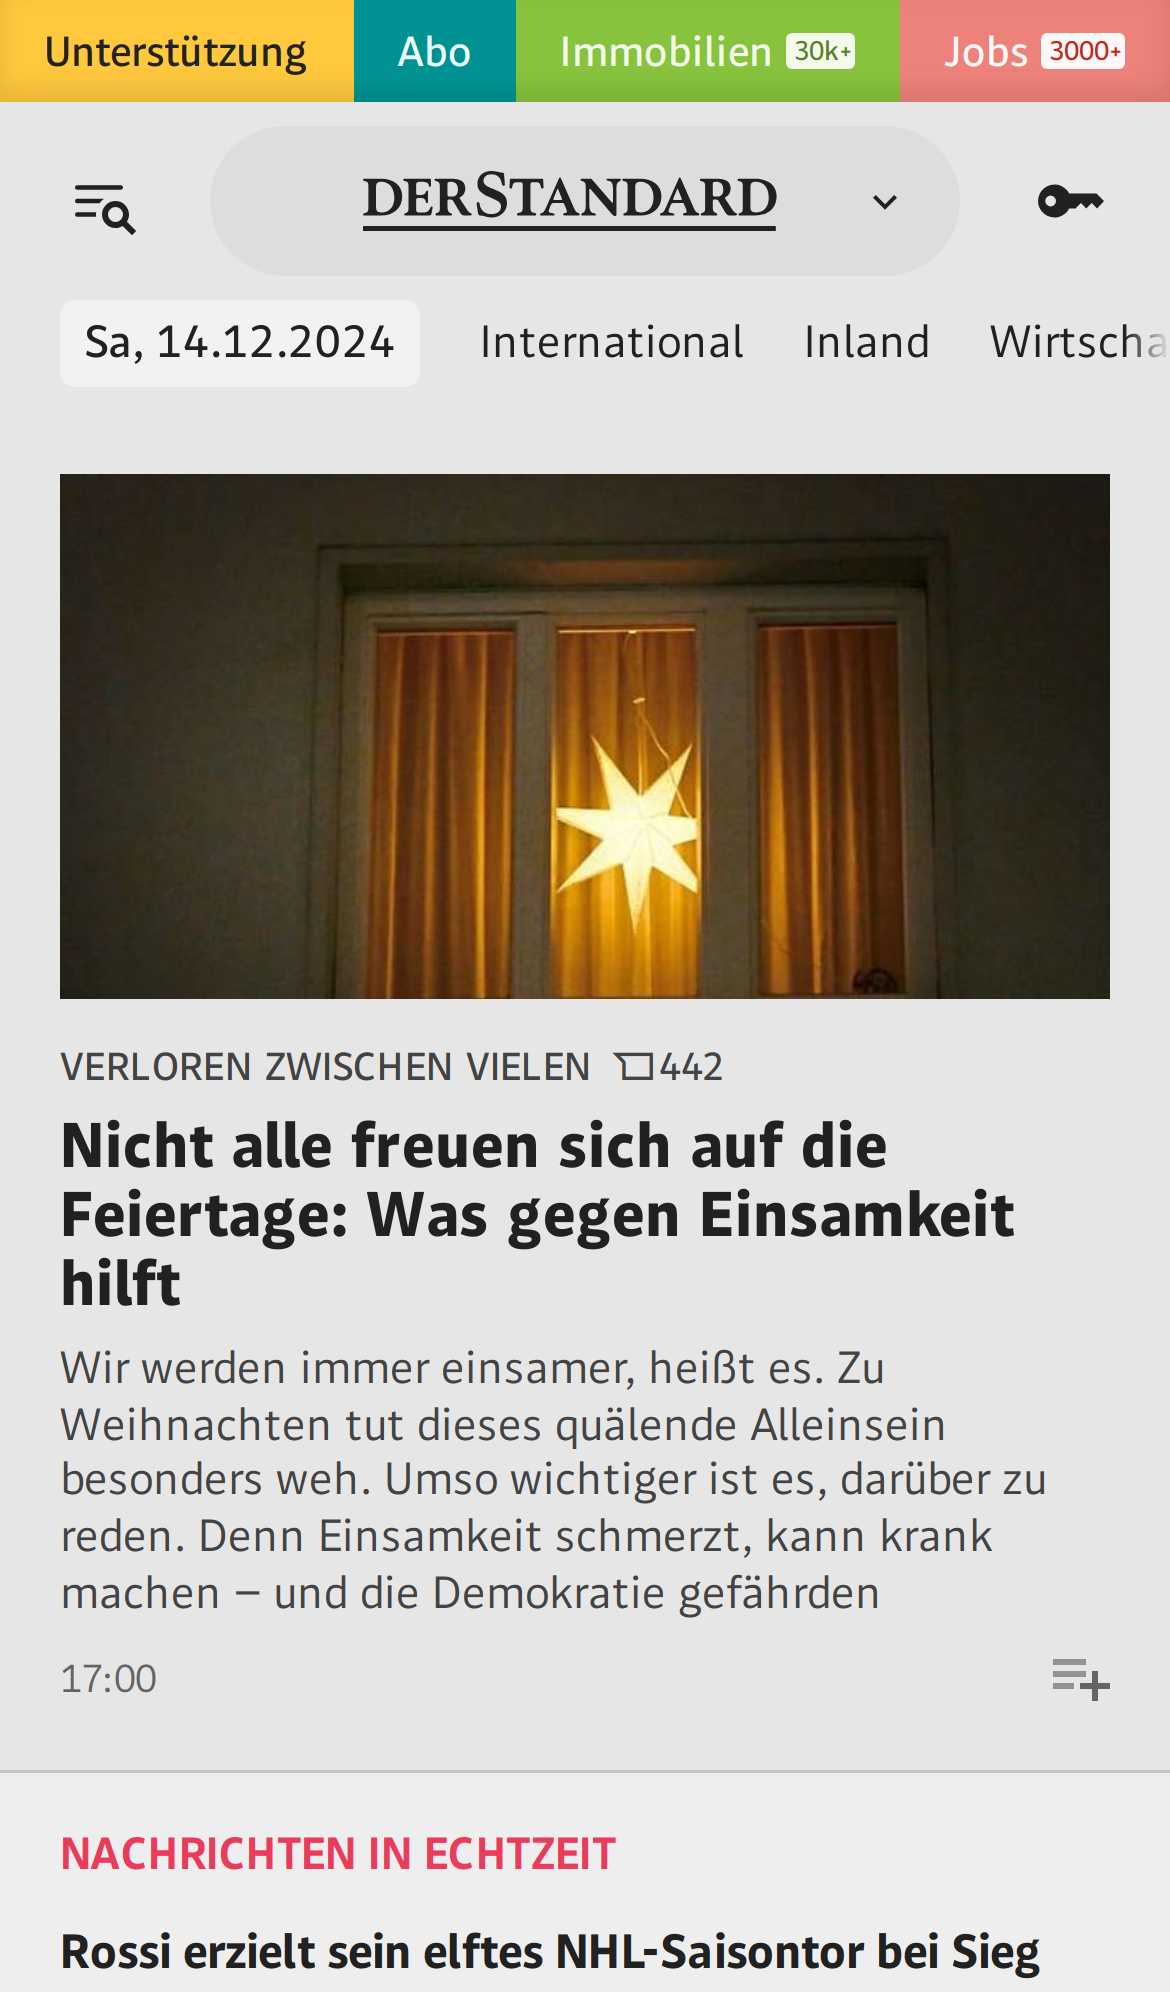 Unterstützung Abo Immobilien 30k+ Jobs 3000+
DERSTANDARD
Sa, 14.12.2024 International Inland Wirtscha
VERLOREN ZWISCHEN VIELEN 442
Nicht alle freuen sich auf die
Feiertage: Was gegen Einsamkeit
hilft
Wir werden immer einsamer, heißt es. Zu
Weihnachten tut dieses quälende Alleinsein
besonders weh. Umso wichtiger ist es, darüber zu
reden. Denn Einsamkeit schmerzt, kann krank
machen – und die Demokratie gefährden
17:00
NACHRICHTEN IN ECHTZEIT
Rossi erzielt sein elftes NHL-Saisontor bei Sieg